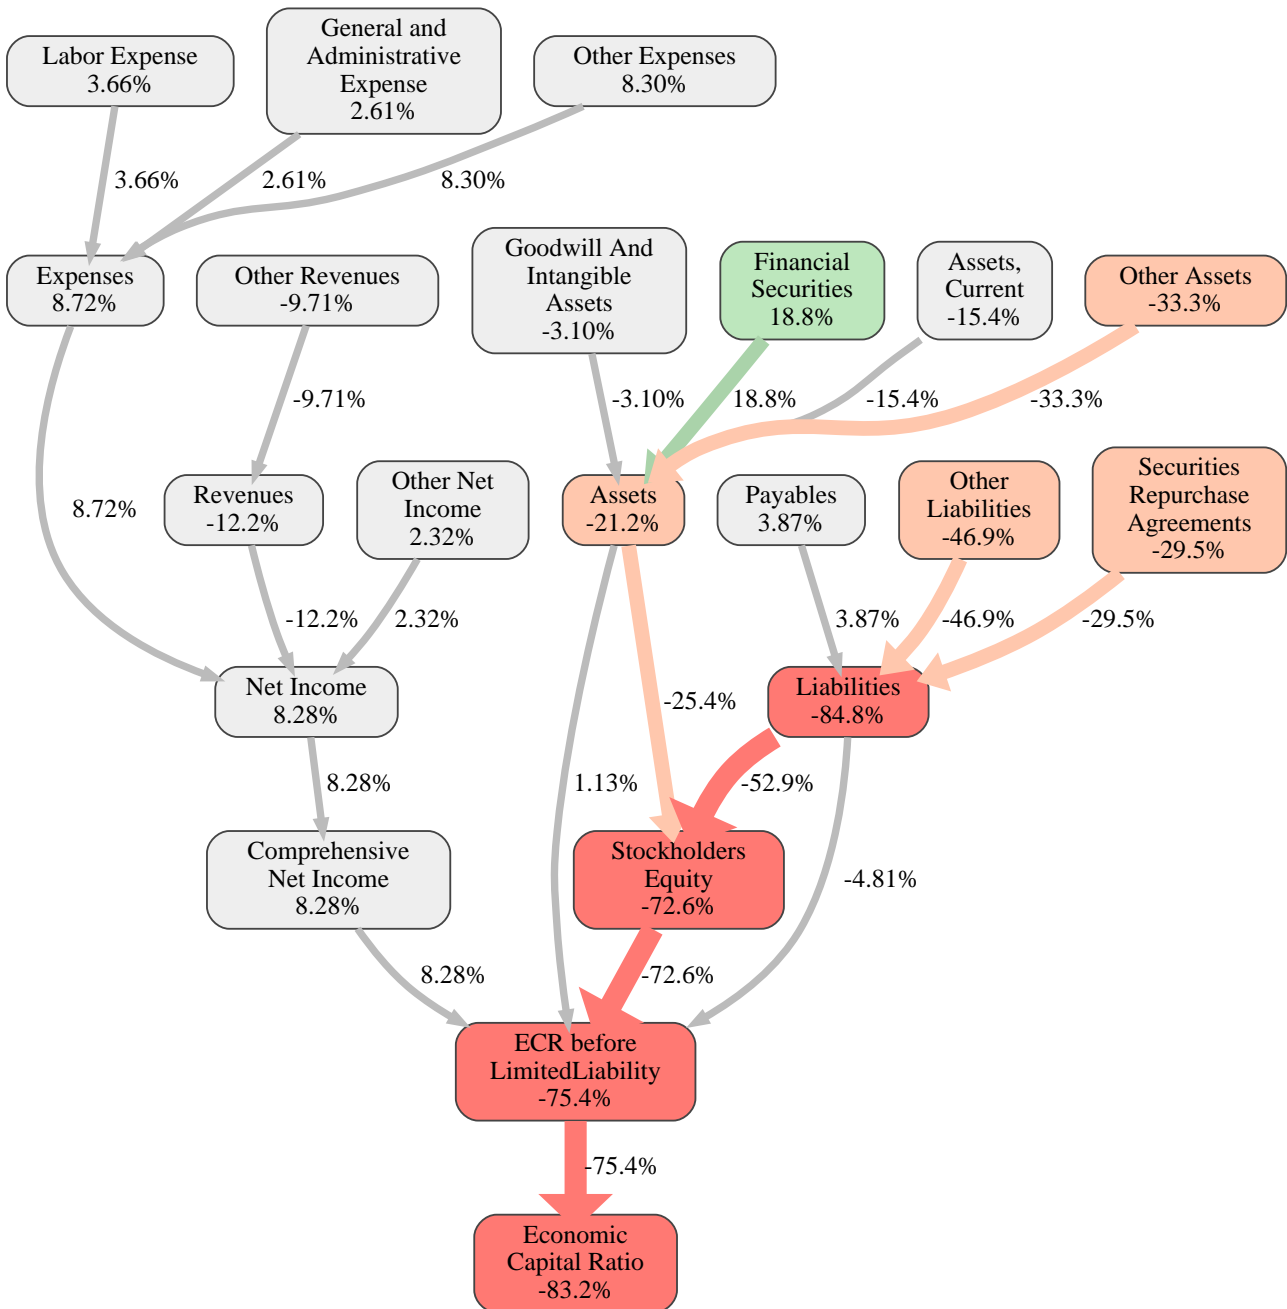 Labor Expense
3.66%
General and
Administrative
Expense
2.61%
Other Expenses
8.30%
3.66%
2.61%
8.30%
Expenses
8.72%
Other Revenues
-9.71%
Goodwill And
Intangible
Assets
-3.10%
Financial
Securities
18.8%
Assets,
Current
-15.4%
Other Assets
-33.3%
-9.71%
-3.10%
18.8%
-15.4%
-33.3%
8.72%
Revenues
-12.2%
Other Net
Income
2.32%
Assets
-21.2%
Payables
3.87%
Other
Liabilities
-46.9%
Securities
Repurchase
Agreements
-29.5%
-12.2%
2.32%
3.87%
-46.9%
-29.5%
Net Income
8.28%
-25.4%
Liabilities
-84.8%
8.28%
1.13%
-52.9%
Comprehensive
Net Income
8.28%
Stockholders
Equity
-72.6%
-4.81%
8.28%
-72.6%
ECR before
LimitedLiability
-75.4%
-75.4%
Economic
Capital Ratio
-83.2%